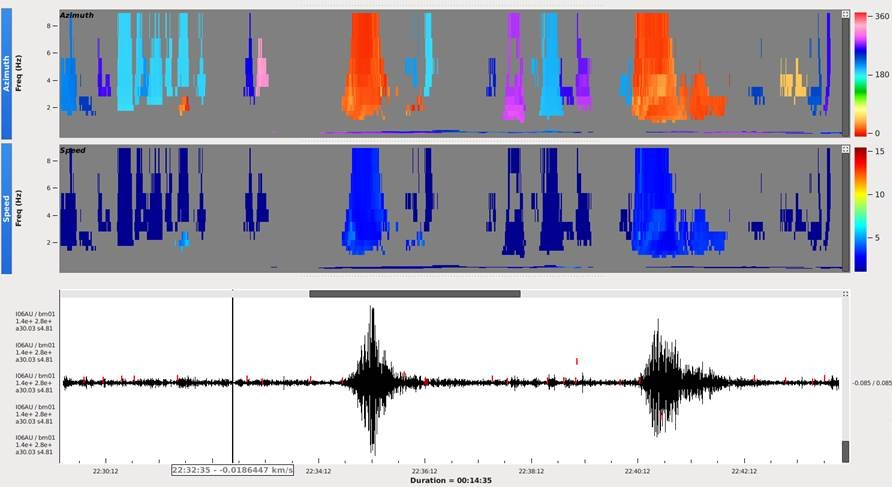 Azimuth
Azimuth
Freq (Hz)
8
6
4
2
360
180
0
Speed
Speed
Freq (Hz)
8
6
4
2
15
10
5
I06AU / bm01
1.4e+ 2.8e+
a30.03 s4.81
I06AU / bm01
1.4e+ 2.8e+
a30.03 s4.81
I06AU / bm01
1.4e+ 2.8e+
a30.03 s4.81
I06AU / bm01
1.4e+ 2.8e+
a30.03 s4.81
I06AU / bm01
1.4e+ 2.8e+
a30.03 s4.81
-0.085 / 0.085
22:30:12
22:32:35 - -0.0186447 km/s
22:34:12
22:36:12
22:38:12
22:40:12
22:42:12
Duration = 00:14:35